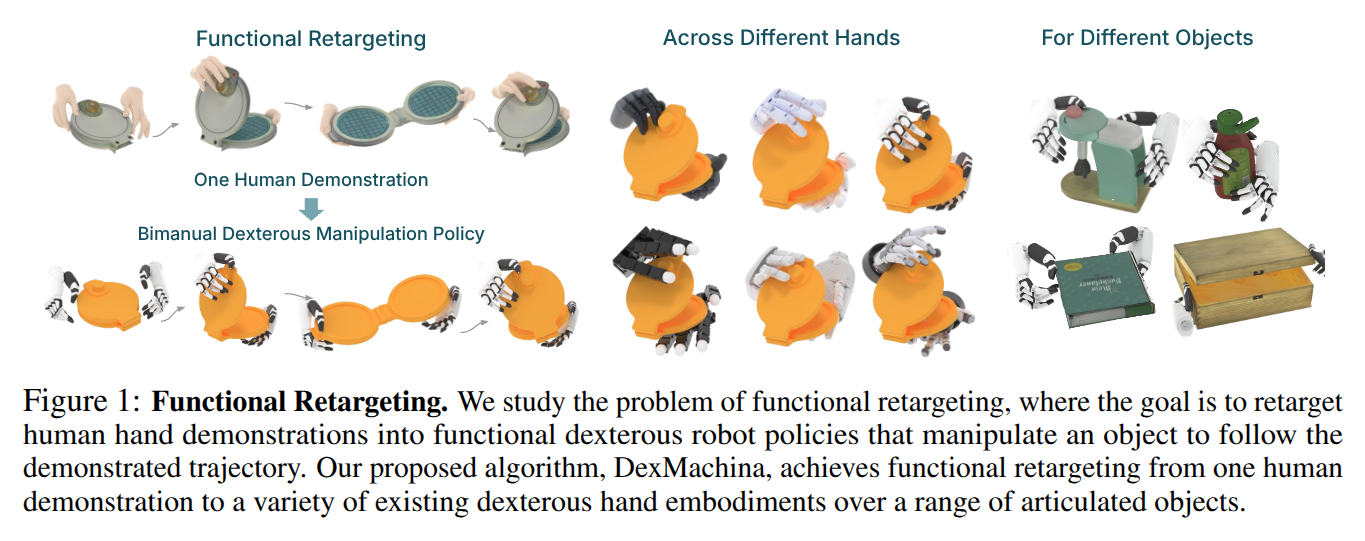 Functional Retargeting
Across Different Hands
For Different Objects
One Human Demonstration
Bimanual Dexterous Manipulation Policy
Figure 1: Functional Retargeting. We study the problem of functional retargeting, where the goal is to retarget
human hand demonstrations into functional dexterous robot policies that manipulate an object to follow the
demonstrated trajectory. Our proposed algorithm, DexMachina, achieves functional retargeting from one human
demonstration to a variety of existing dexterous hand embodiments over a range of articulated objects.